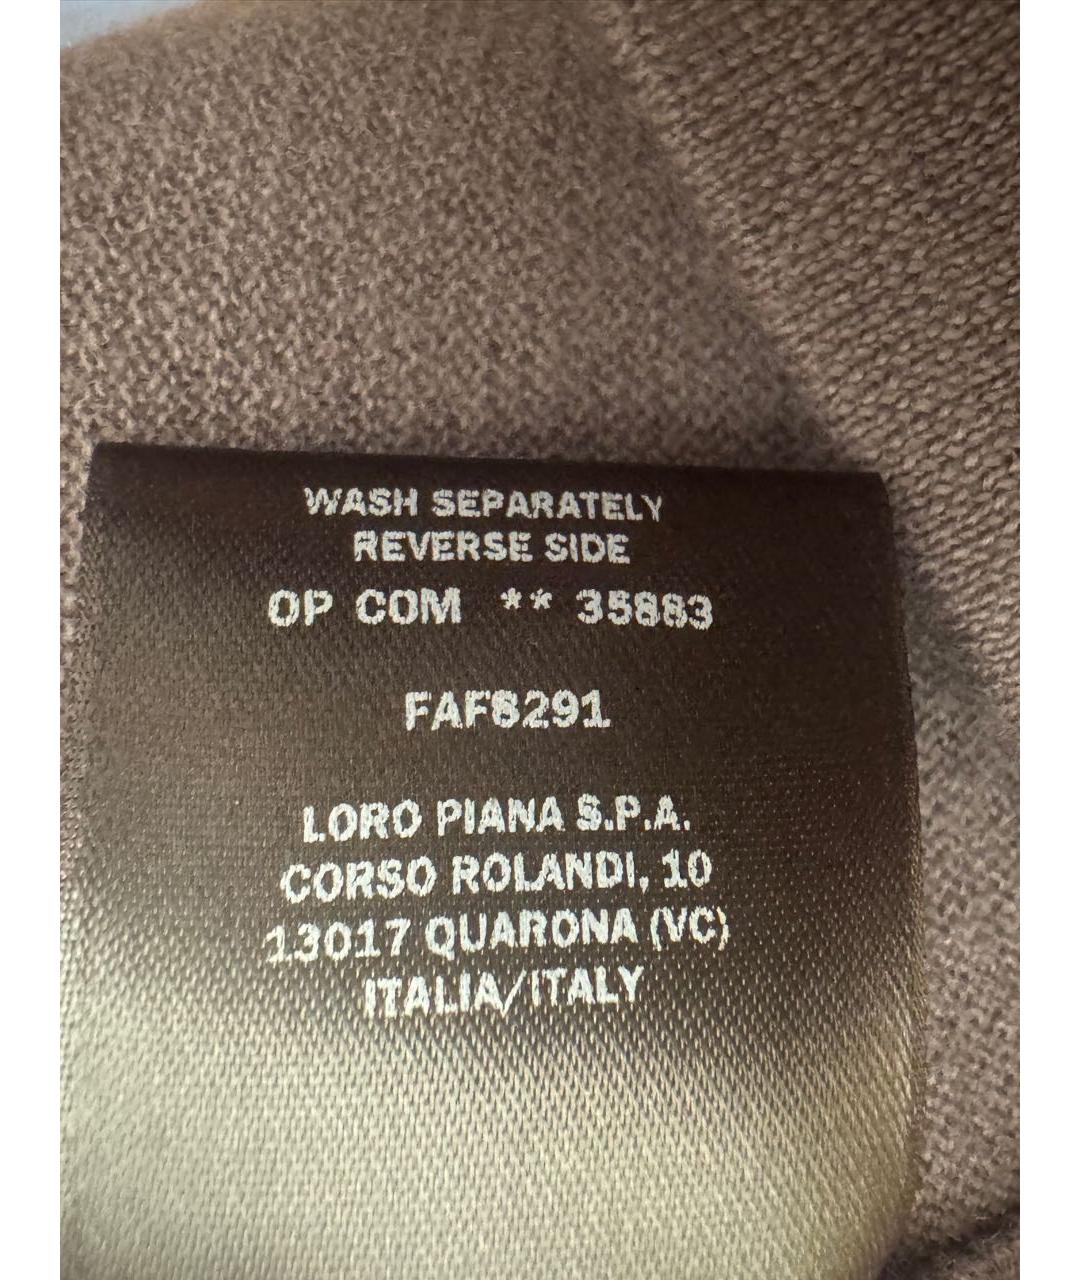 WASH SEPARATELY
REVERSE SIDE
OP COM ** 35883
FAF8291
LORO PIANA S.P.A.
CORSO ROLANDI, 10
13017 QUARONA (VC)
ITALIA/ITALY